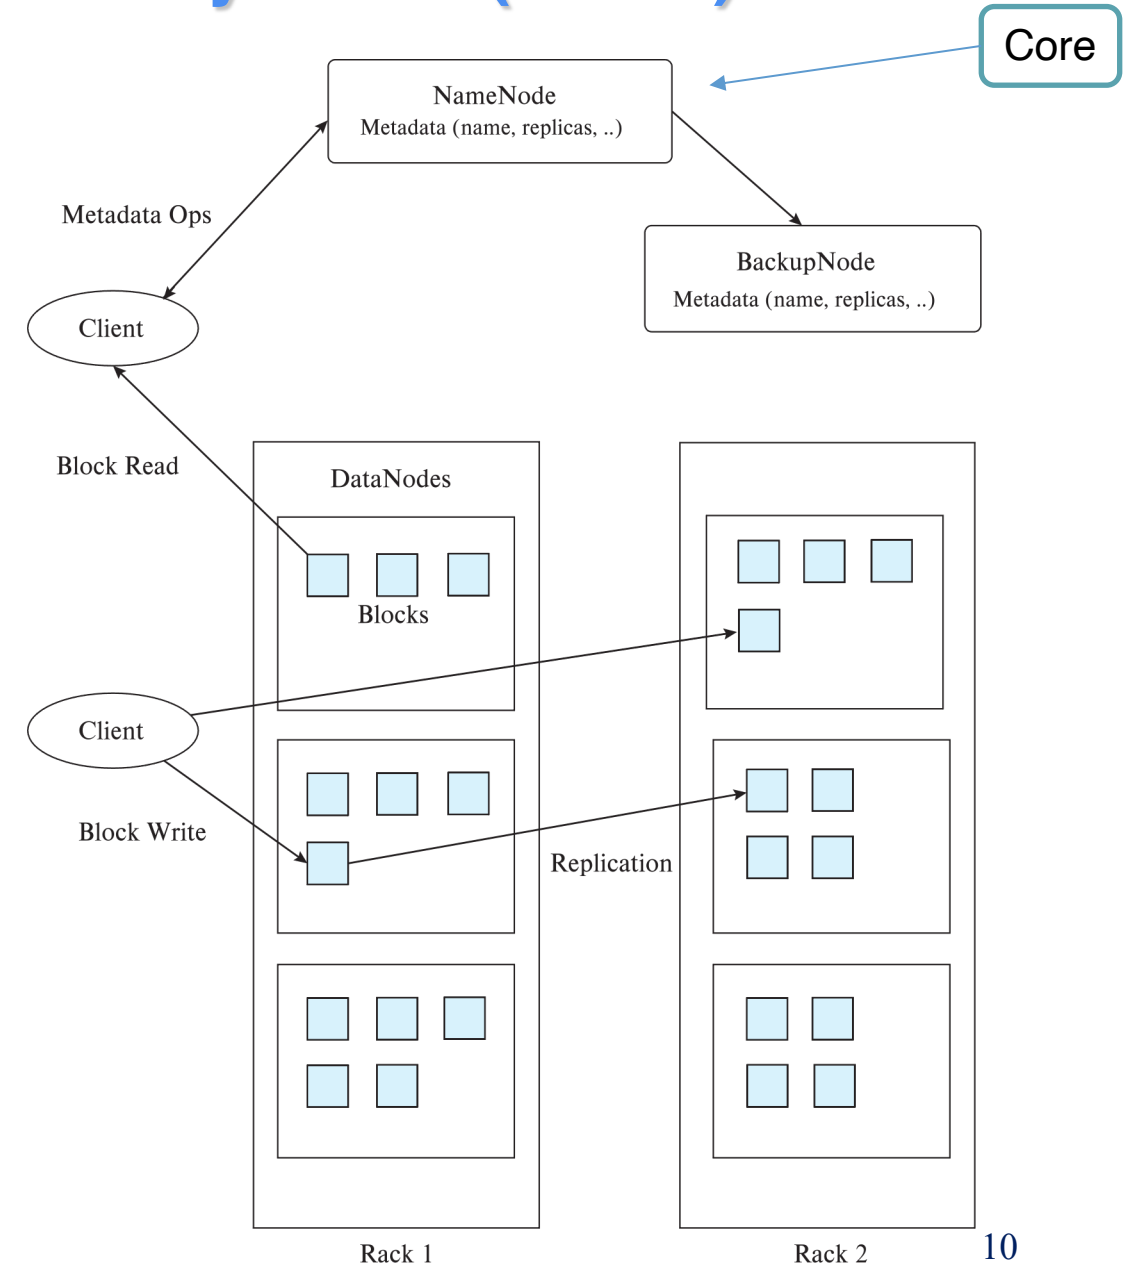 Core
NameNode
Metadata (name, replicas, ..)
Metadata Ops
BackupNode
Metadata (name, replicas, ..)
Client
Block Read
DataNodes
Blocks
Client
Block Write
Replication
Rack 1
Rack 2
10